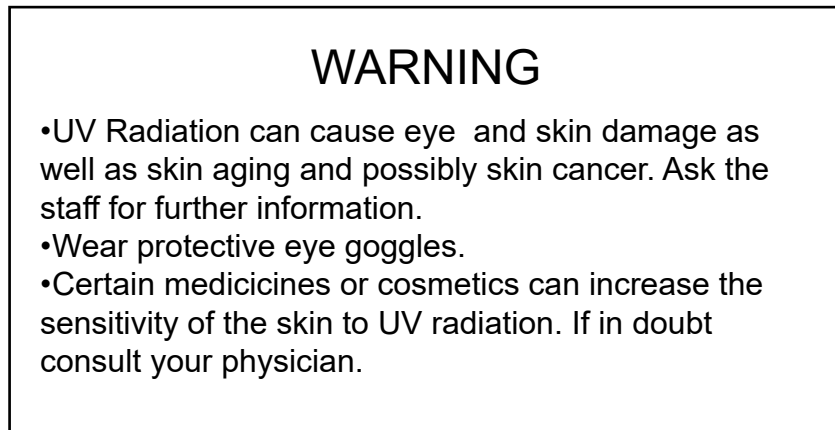 WARNING
•UV Radiation can cause eye  and skin damage as
well as skin aging and possibly skin cancer. Ask the
staff for further information.
•Wear protective eye goggles.
•Certain medicicines or cosmetics can increase the
sensitivity of the skin to UV radiation. If in doubt
consult your physician.